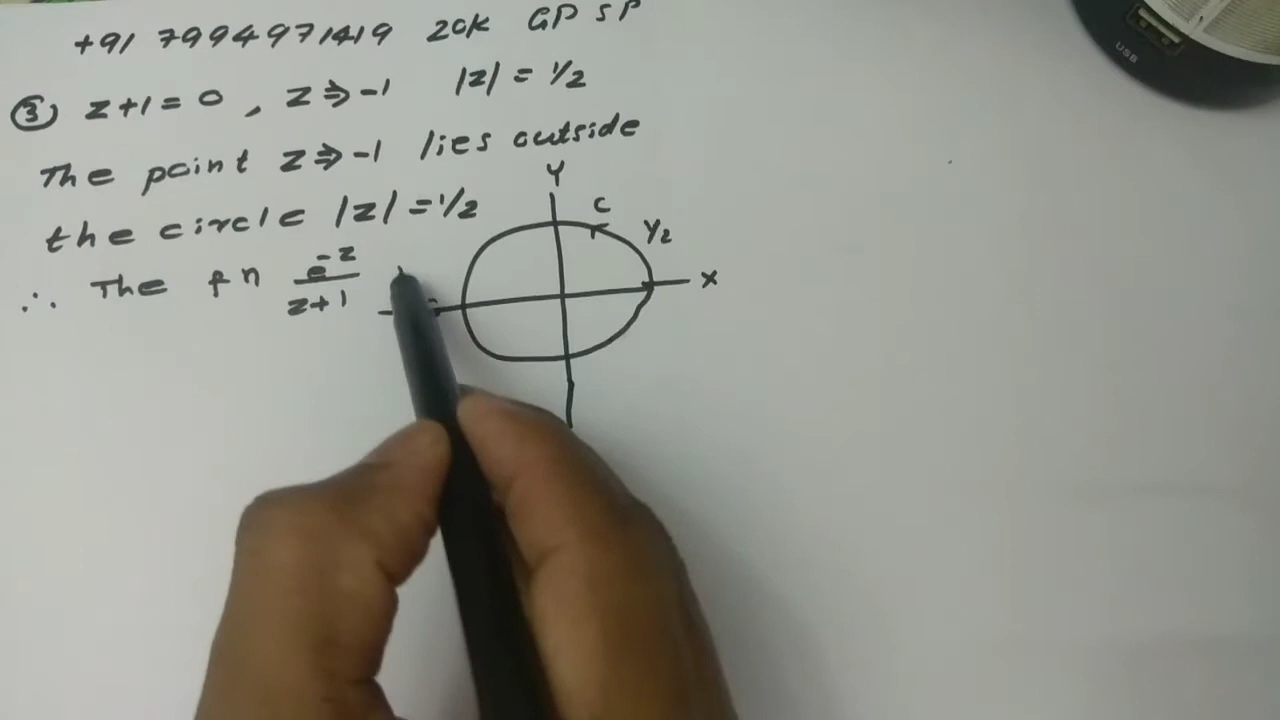 +91 7994971419 20K GP SP
③ z+1=0, z⇒-1 |z|=1/2
The point z⇒-1 lies outside
the circle |z|=1/2
∴ The fn e^-z/z+1
Y
C
1/2
X
USB